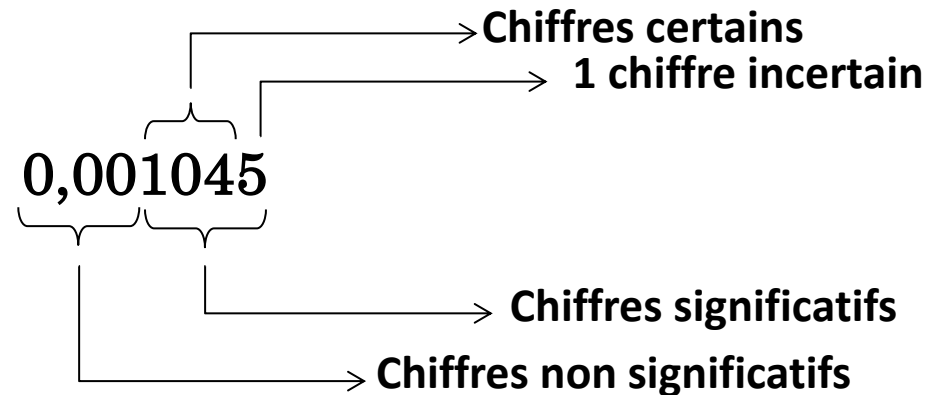 Chiffres certains
1 chiffre incertain
0,001045
Chiffres significatifs
Chiffres non significatifs